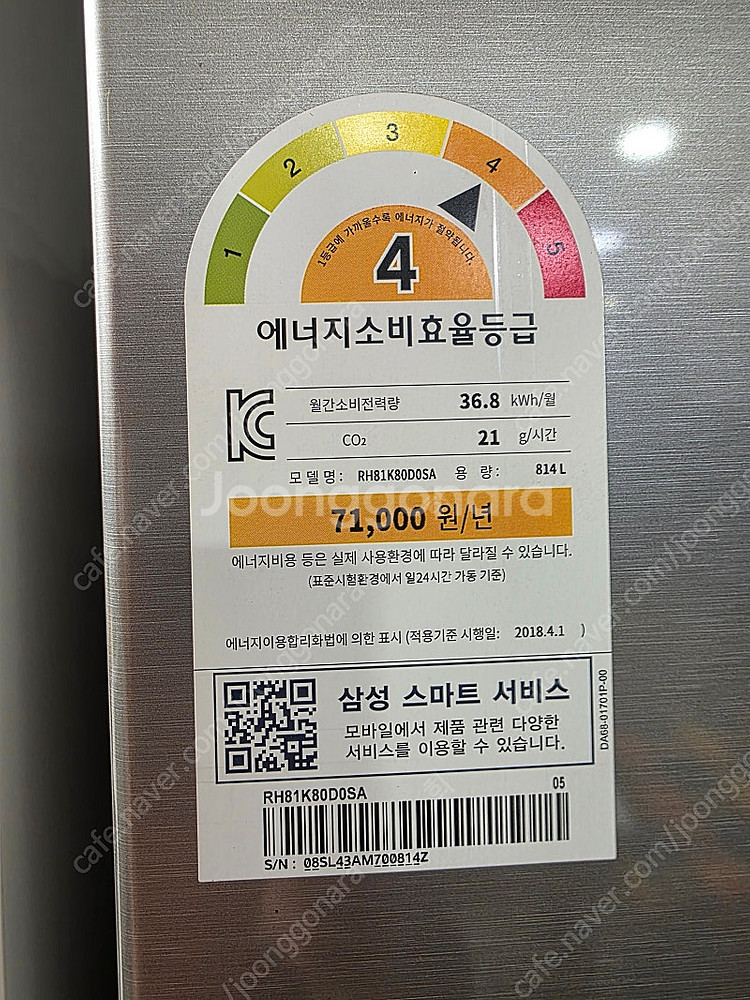 1 2 3 4 5
1등급에 가까울수록 에너지가 절약됩니다.
4
에너지소비효율등급
월간소비전력량 36.8 kWh/월
CO₂ 21 g/시간
모 델 명 : RH81K80D0SA 용 량 : 814 L
Joonggonara
71,000 원/년
에너지비용 등은 실제 사용환경에 따라 달라질 수 있습니다.
(표준시험환경에서 일24시간 가동 기준)
에너지이용합리화법에 의한 표시 (적용기준 시행일: 2018.4.1 )
삼성 스마트 서비스
모바일에서 제품 관련 다양한
서비스를 이용할 수 있습니다.
DA68-01701P-00
RH81K80D0SA 05
S/N : 08SL43AM700814Z
cafe.naver.com/joonggonara